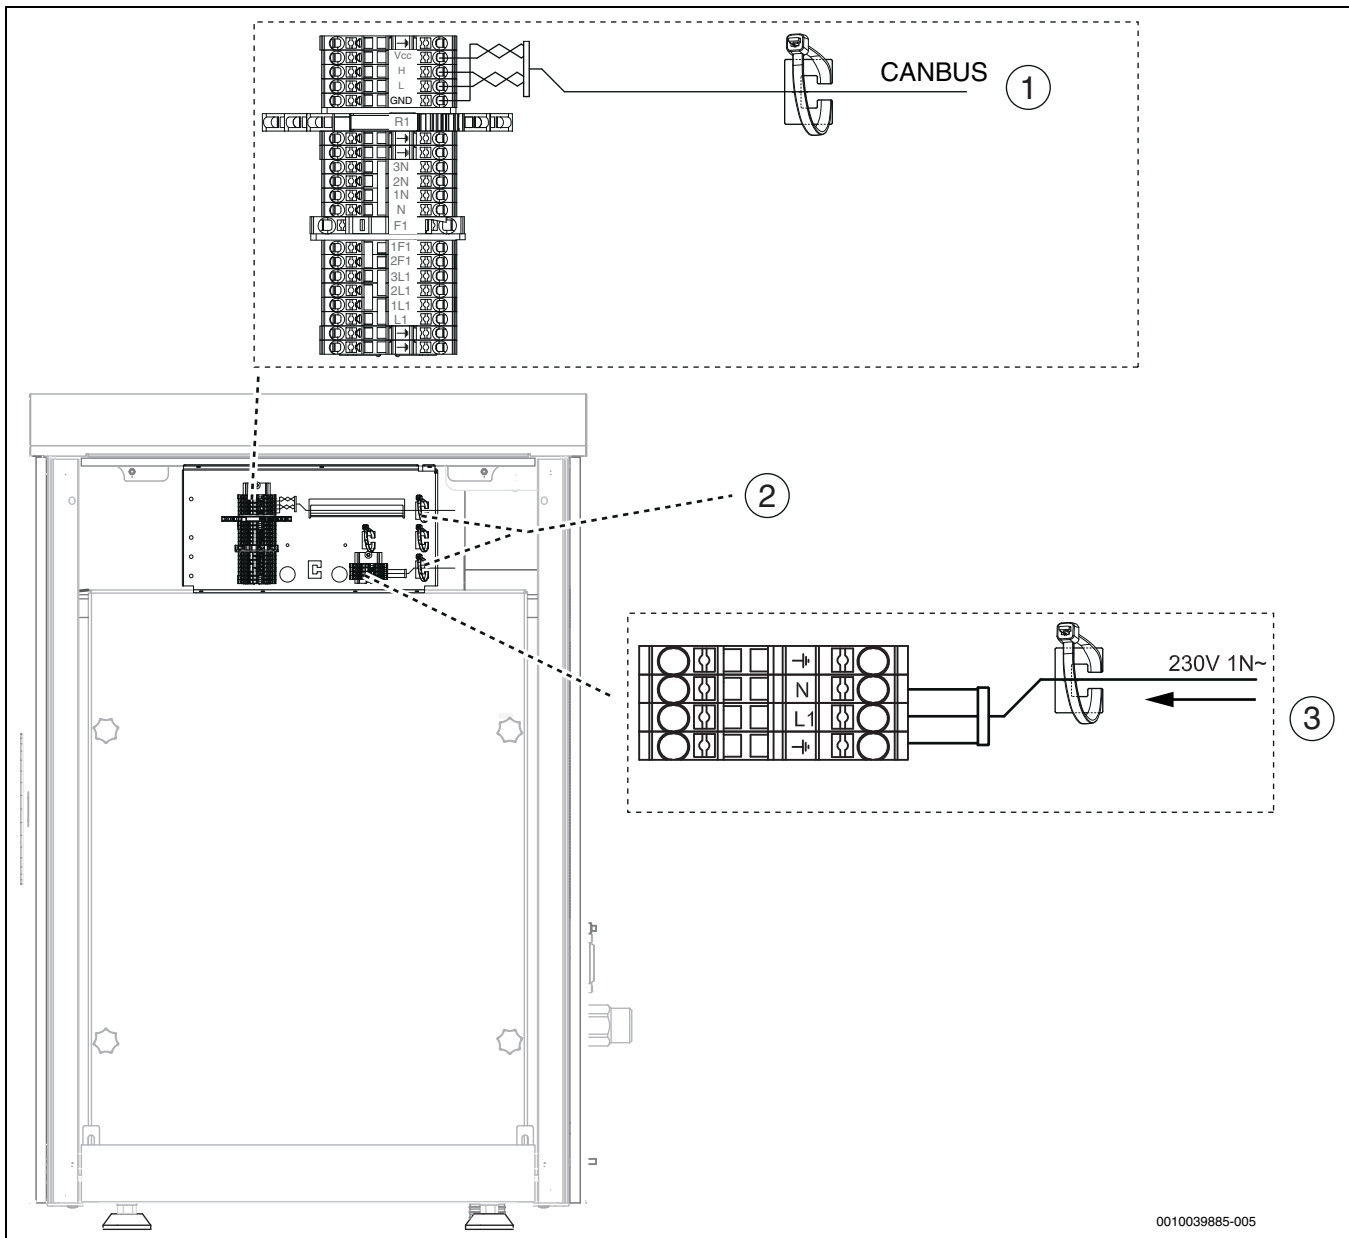 Vcc
H
L
GND
CANBUS
1
R1
3N
2N
1N
N
F1
1F1
2F1
3L1
2L1
1L1
L1
2
N
L1
230V 1N~
3
0010039885-005